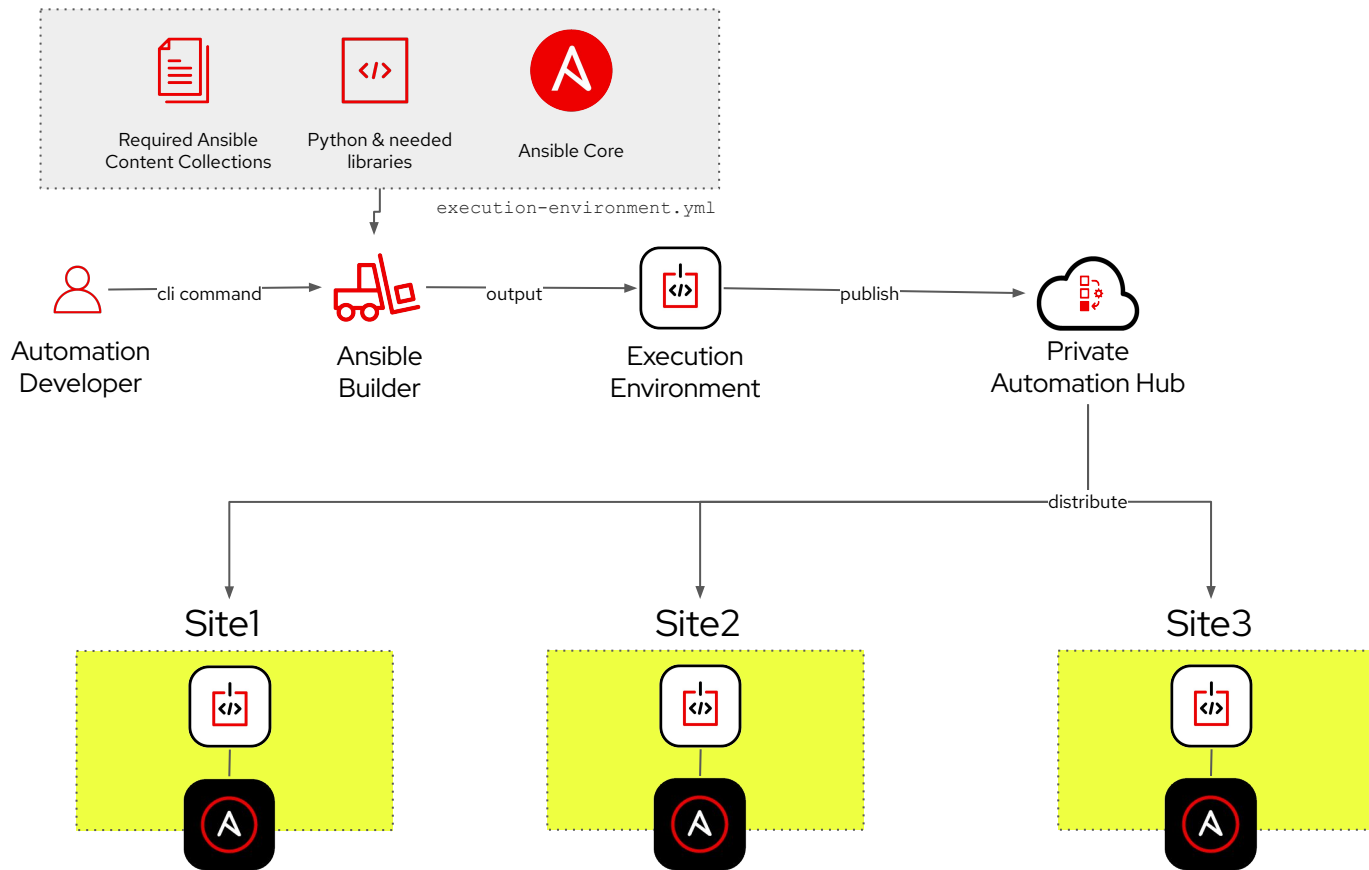 Required Ansible
Content Collections
Python & needed
libraries
Ansible Core
execution-environment.yml
cli command
output
publish
Automation
Developer
Ansible
Builder
Execution
Environment
Private
Automation Hub
distribute
Site1
Site2
Site3